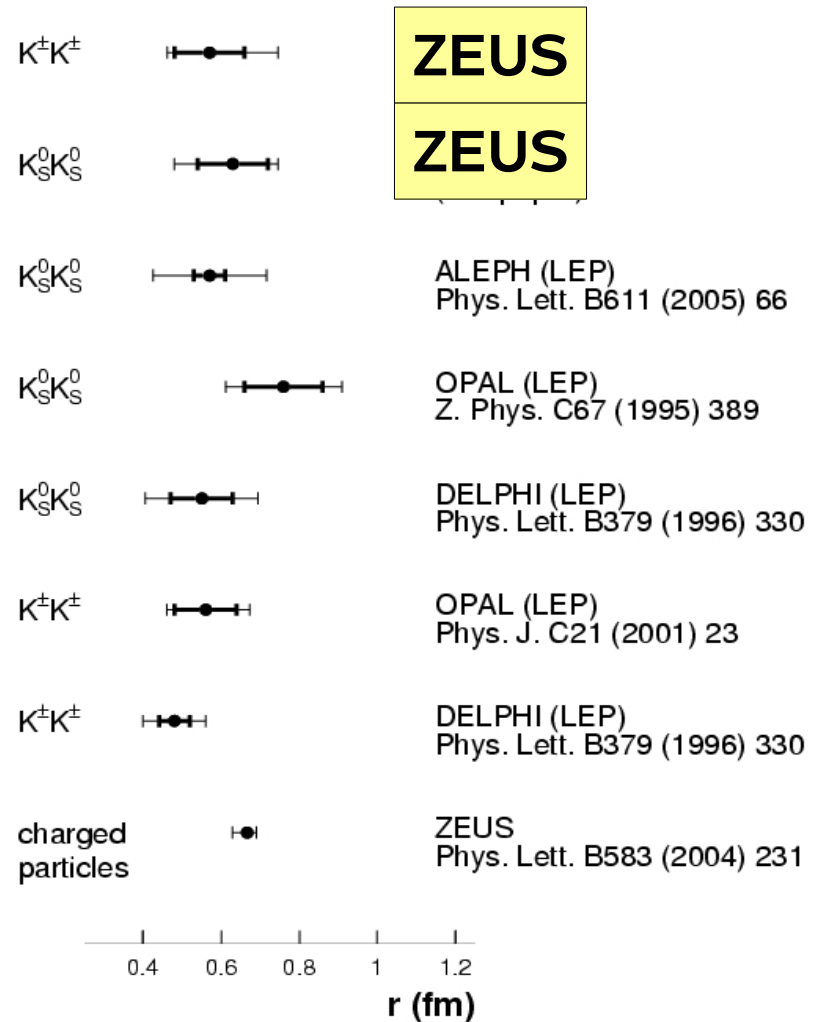 K±K±
ZEUS
K⁰SK⁰S
ZEUS
K⁰SK⁰S
ALEPH (LEP)
Phys. Lett. B611 (2005) 66
K⁰SK⁰S
OPAL (LEP)
Z. Phys. C67 (1995) 389
K⁰SK⁰S
DELPHI (LEP)
Phys. Lett. B379 (1996) 330
K±K±
OPAL (LEP)
Phys. J. C21 (2001) 23
K±K±
DELPHI (LEP)
Phys. Lett. B379 (1996) 330
charged
particles
ZEUS
Phys. Lett. B583 (2004) 231
0.4 0.6 0.8 1 1.2
r (fm)